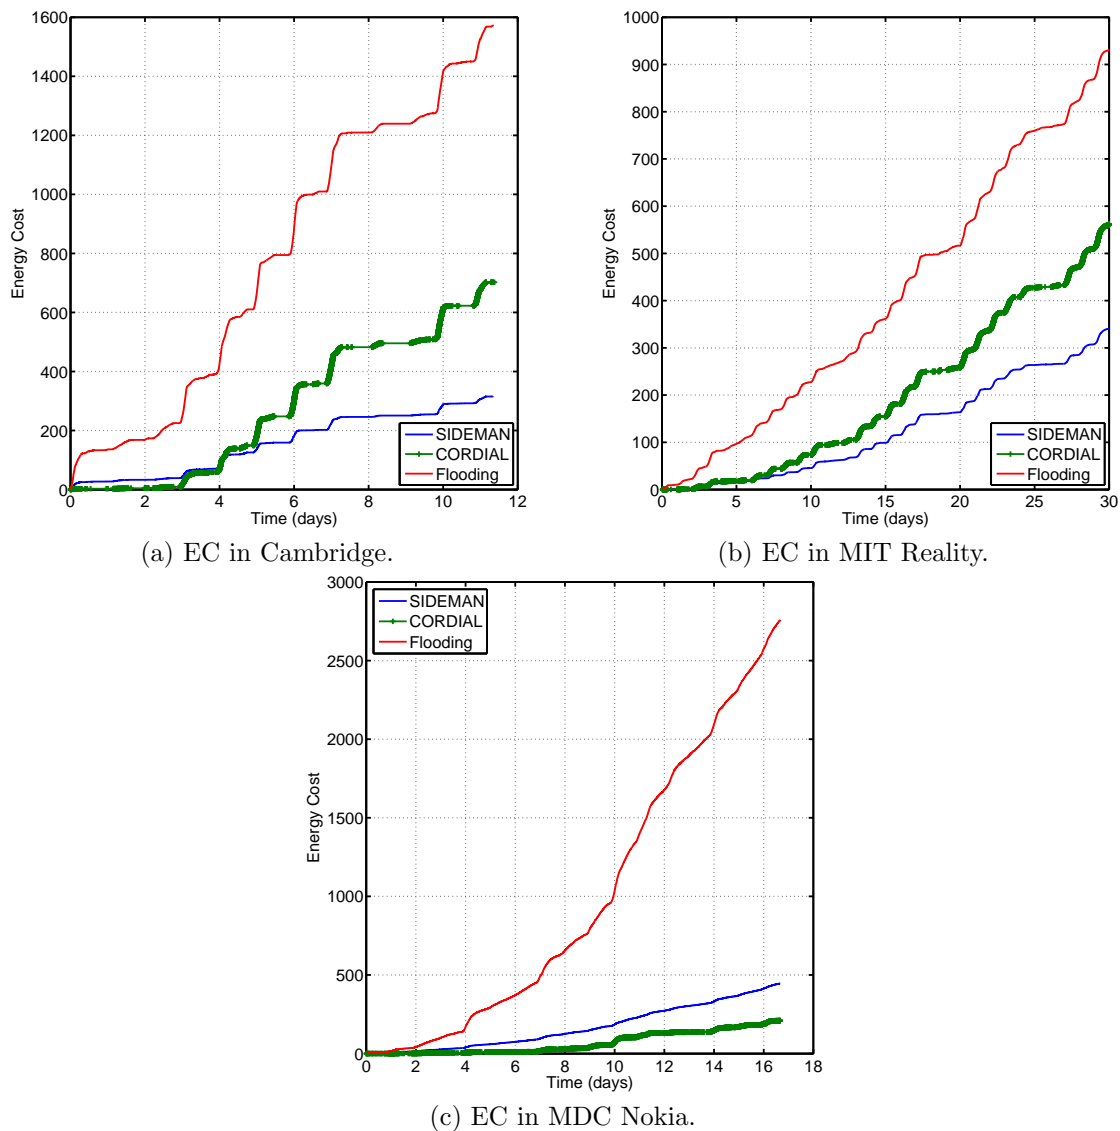 1600
1400
1200
1000
800
600
400
200
0
Energy Cost
0 2 4 6 8 10 12
Time (days)
SIDEMAN
CORDIAL
Flooding
(a) EC in Cambridge.
1000
900
800
700
600
500
400
300
200
100
0
Energy Cost
0 5 10 15 20 25 30
Time (days)
SIDEMAN
CORDIAL
Flooding
(b) EC in MIT Reality.
3000
2500
2000
1500
1000
500
0
Energy Cost
SIDEMAN
CORDIAL
Flooding
0 2 4 6 8 10 12 14 16 18
Time (days)
(c) EC in MDC Nokia.